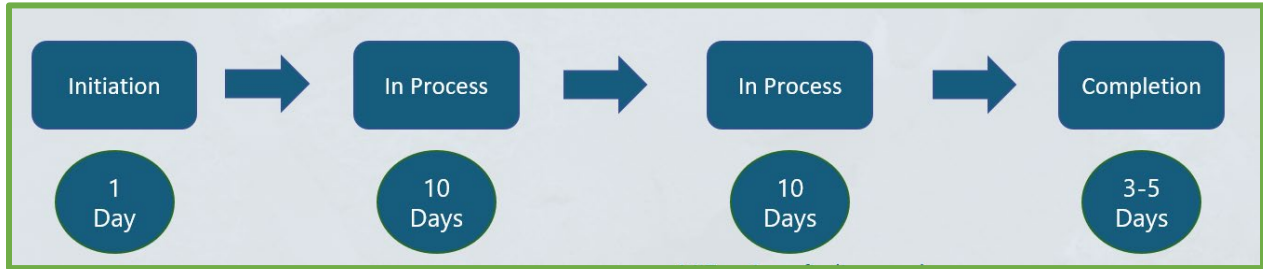 Initiation
In Process
In Process
Completion
1
Day
10
Days
10
Days
3-5
Days